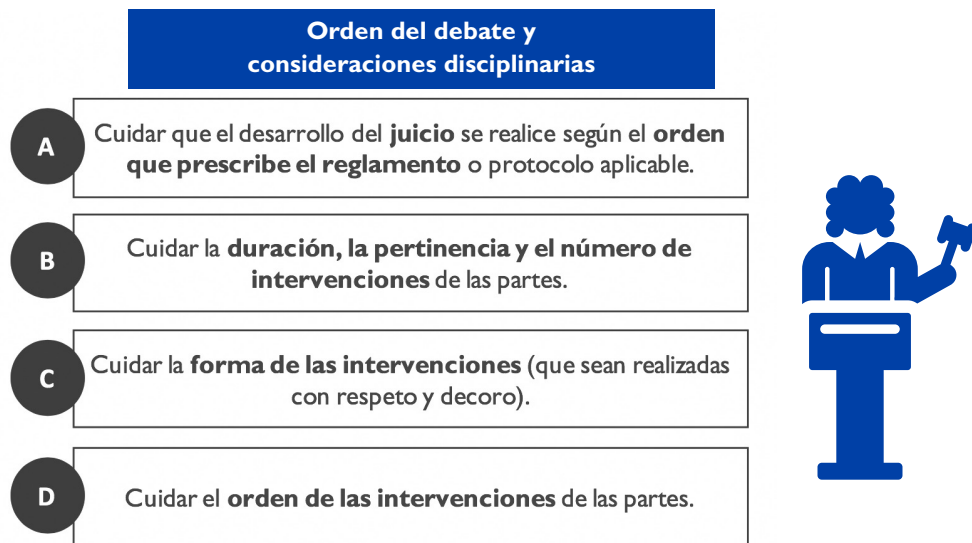 Orden del debate y
consideraciones disciplinarias
A
Cuidar que el desarrollo del juicio se realice según el orden
que prescribe el reglamento o protocolo aplicable.
B
Cuidar la duración, la pertinencia y el número de
intervenciones de las partes.
C
Cuidar la forma de las intervenciones (que sean realizadas
con respeto y decoro).
D
Cuidar el orden de las intervenciones de las partes.